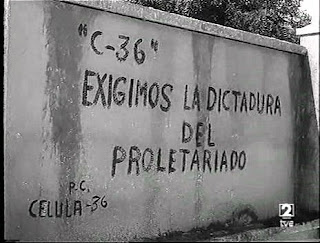 "C-36"
EXIGIMOS LA DICTADURA
DEL
PROLETARIADO
P.C.
CELULA-36
2
tve